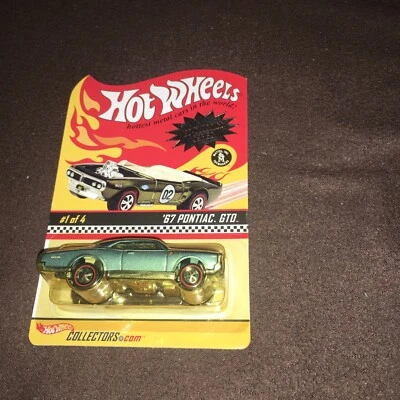 Hot Wheels
hottest metal cars in the world!
02
#1 of 4
'67 PONTIAC. GTO.
Hot Wheels
COLLECTORS.com